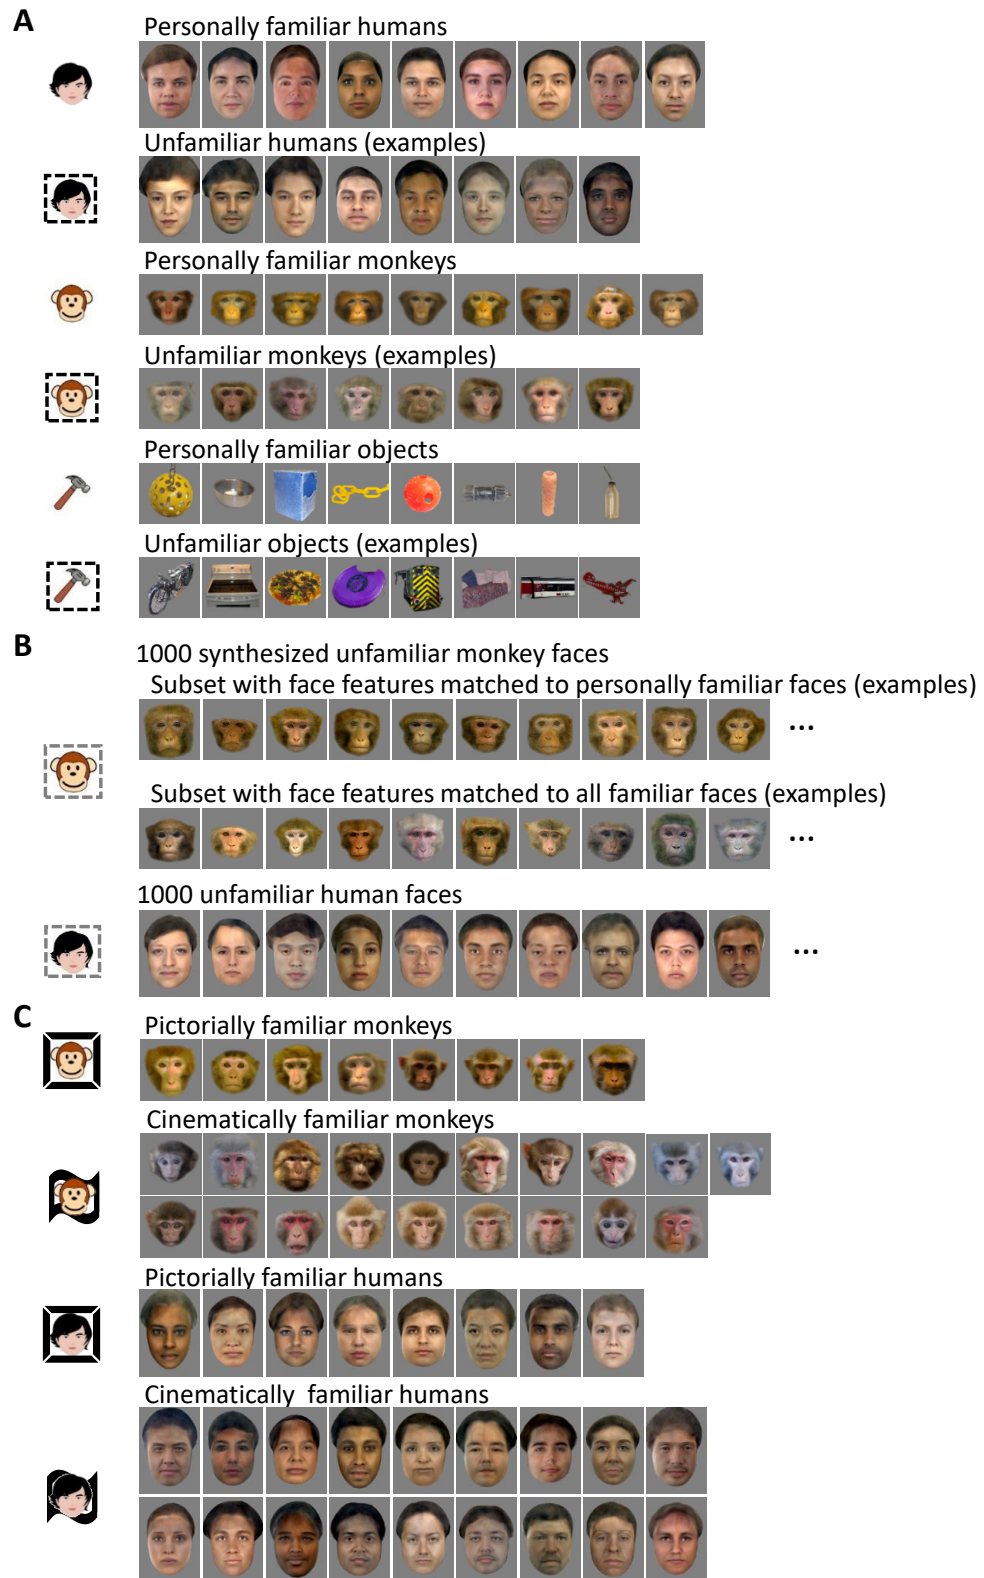 A
Personally familiar humans
Unfamiliar humans (examples)
Personally familiar monkeys
Unfamiliar monkeys (examples)
Personally familiar objects
Unfamiliar objects (examples)
B
1000 synthesized unfamiliar monkey faces
Subset with face features matched to personally familiar faces (examples)
...
Subset with face features matched to all familiar faces (examples)
...
1000 unfamiliar human faces
...
C
Pictorially familiar monkeys
Cinematically familiar monkeys
Pictorially familiar humans
Cinematically familiar humans